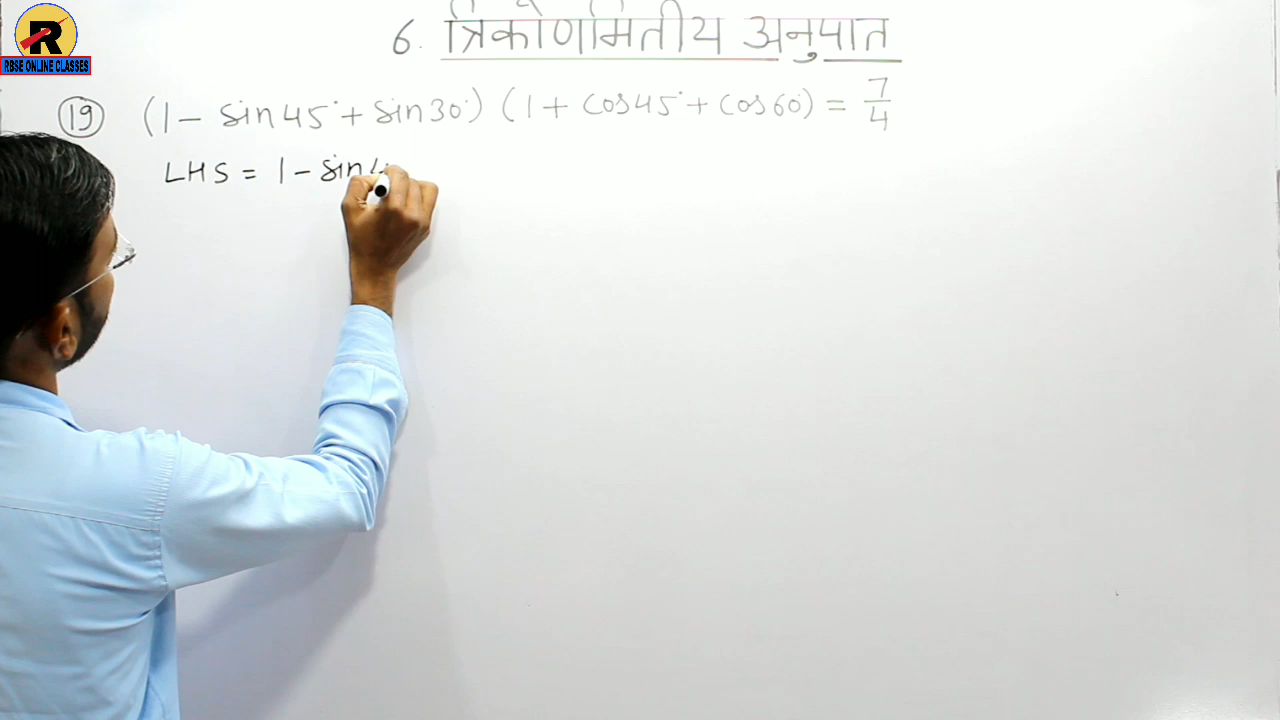 R
RBSE ONLINE CLASSES
6. त्रिकोणमितीय अनुपात
(19) (1 - sin45° + sin30°) (1 + cos45° + cos60°) = 7/4
LHS = 1 - sin4